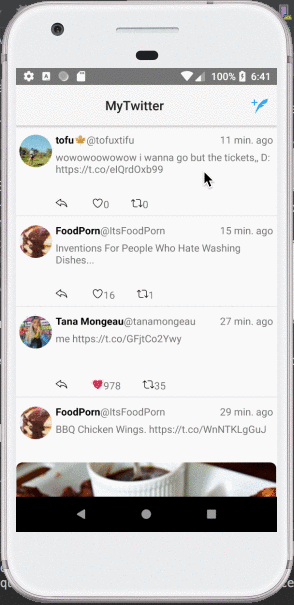 100% 6:41
MyTwitter
tofu🍁@tofuxtifu 11 min. ago
wowowoowowow i wanna go but the tickets,, D:
https://t.co/eIQrdOxb99
0 0
FoodPorn@ItsFoodPorn 15 min. ago
Inventions For People Who Hate Washing
Dishes...
16 1
Tana Mongeau@tanamongeau 27 min. ago
me https://t.co/GFjtCo2Ywy
978 35
FoodPorn@ItsFoodPorn 29 min. ago
BBQ Chicken Wings. https://t.co/WnNTKLgGuJ